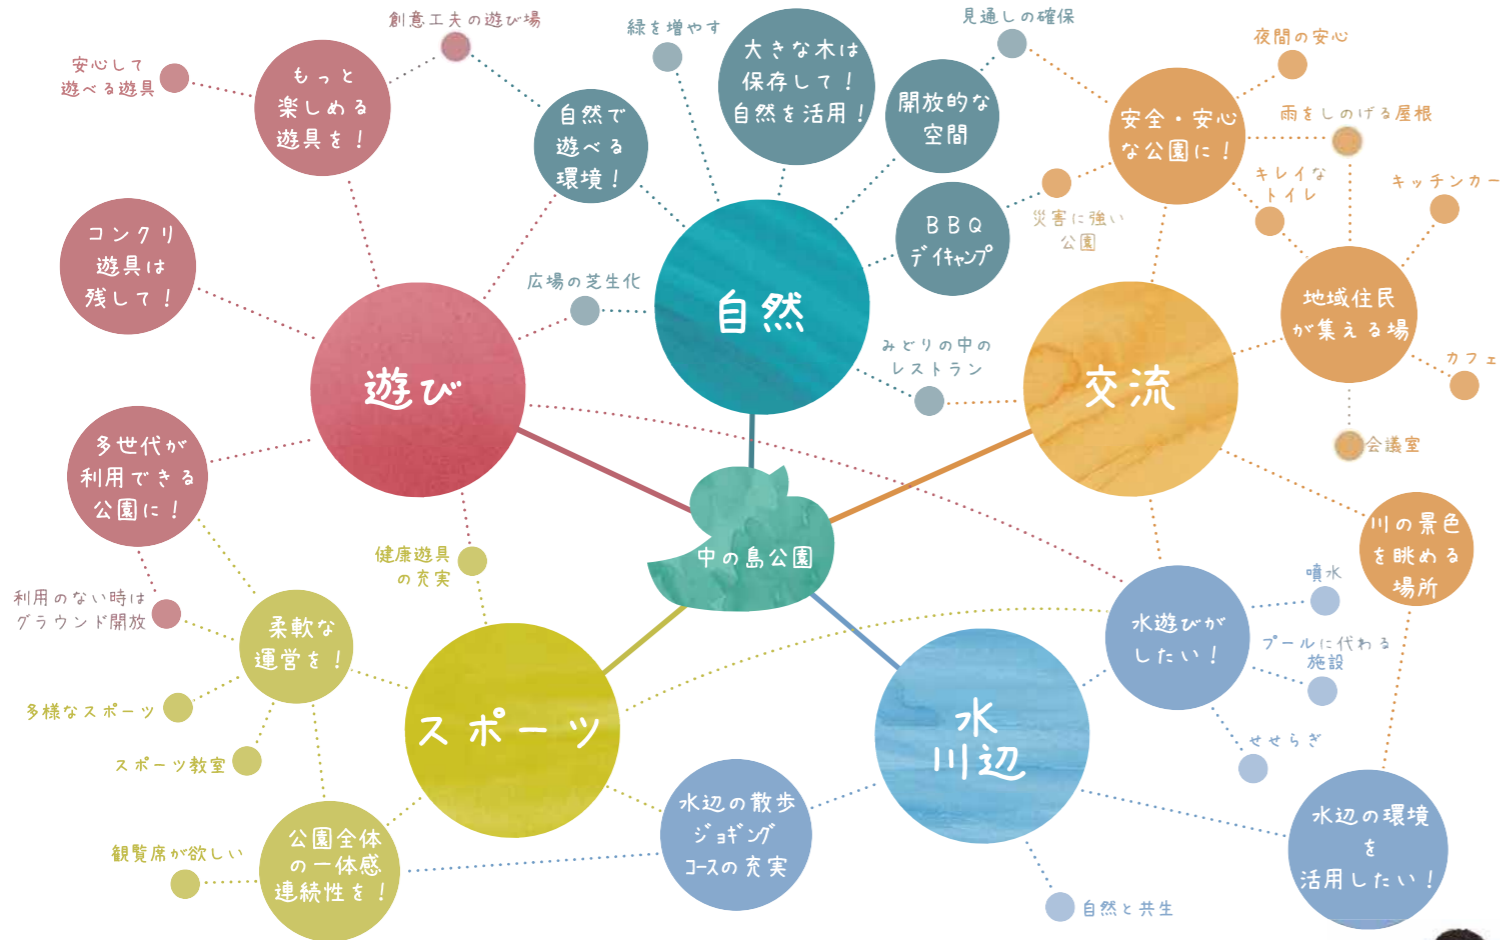 創意工夫の遊び場
緑を増やす
見通しの確保
夜間の安心
安心して
遊べる遊具
もっと
楽しめる
遊具を！
自然で
遊べる
環境！
大きな木は
保存して！
自然を活用！
開放的な
空間
安全・安心
な公園に！
雨をしのげる屋根
キレイな
トイレ
キッチンカー
災害に強い
公園
BBQ
デイキャンプ
コンクリ
遊具は
残して！
広場の芝生化
自然
みどりの中の
レストラン
地域住民
が集える場
カフェ
遊び
交流
会議室
多世代が
利用できる
公園に！
中の島公園
川の景色
を眺める
場所
健康遊具
の充実
利用のない時は
グラウンド開放
柔軟な
運営を！
水遊びが
したい！
噴水
プールに代わる
施設
せせらぎ
多様なスポーツ
スポーツ教室
スポーツ
水
川辺
水辺の散歩
ジョギング
コースの充実
水辺の環境
を
活用したい！
観覧席が欲しい
公園全体
の一体感
連続性を！
自然と共生